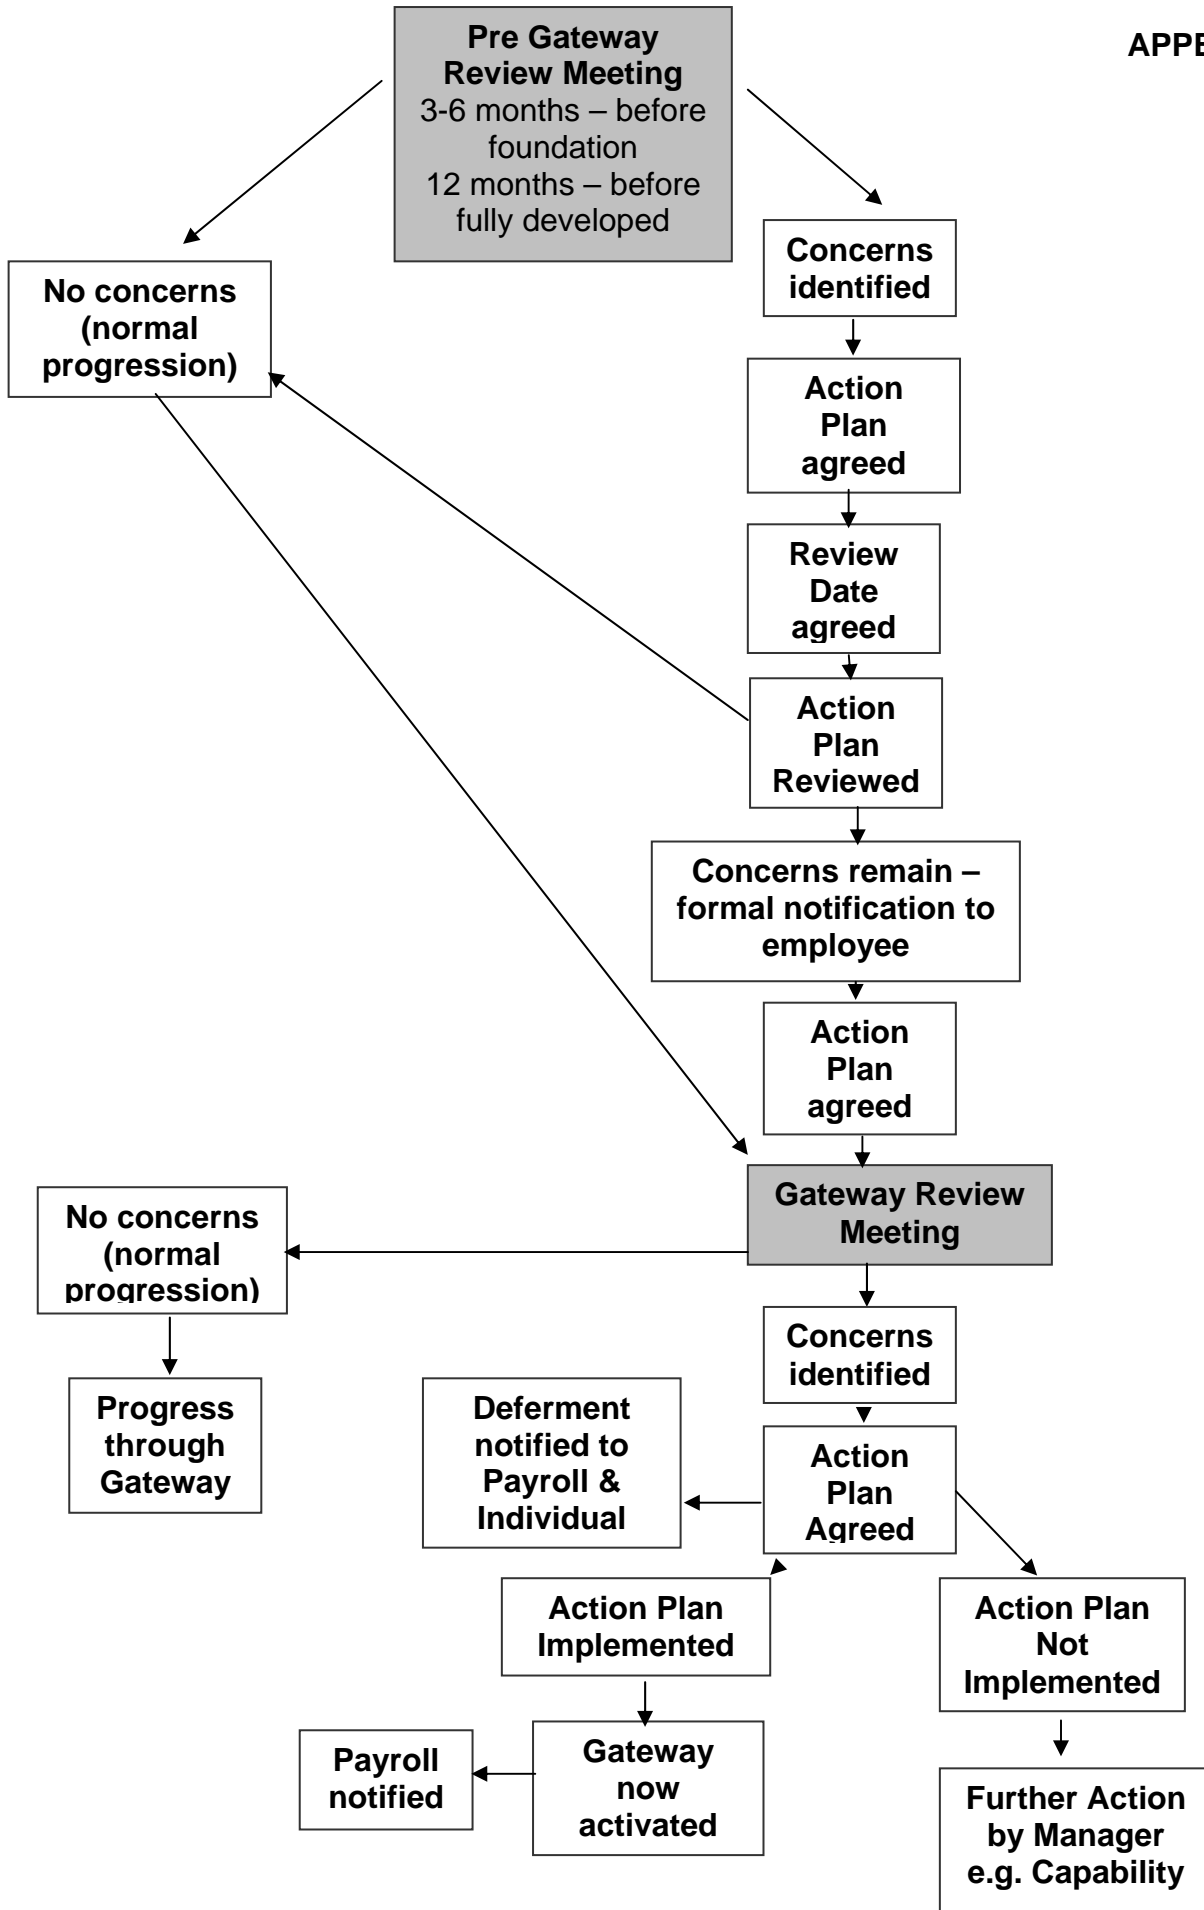 Pre Gateway
Review Meeting
3-6 months – before
foundation
12 months – before
fully developed
APPE
No concerns
(normal
progression)
Concerns
identified
Action
Plan
agreed
Review
Date
agreed
Action
Plan
Reviewed
Concerns remain –
formal notification to
employee
Action
Plan
agreed
Gateway Review
Meeting
No concerns
(normal
progression)
Progress
through
Gateway
Concerns
identified
Deferment
notified to
Payroll &
Individual
Action
Plan
Agreed
Action Plan
Implemented
Action Plan
Not
Implemented
Payroll
notified
Gateway
now
activated
Further Action
by Manager
e.g. Capability